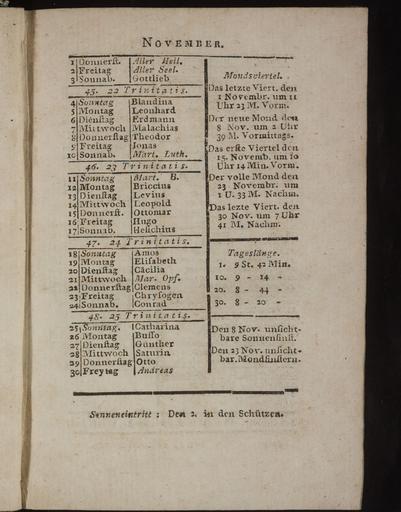 NOVEMBER.
1 Donnerst. Aller Heil.
2 Freitag Aller Seel.
3 Sonnab. Gottlieb
45. 22 Trinitatis.
4 Sonntag Blandina
5 Montag Leonhard
6 Dienstag Erdmann
7 Mittwoch Malachias
8 Donnerstag Theodor
9 Freitag Jonas
10 Sonnab. Mart. Luth.
46. 23 Trinitatis.
11 Sonntag Mart. B.
12 Montag Briccius
13 Dienstag Levius
14 Mittwoch Leopold
15 Donnerst. Ottomar
16 Freitag Hugo
17 Sonnab. Hesichius
47. 24 Trinitatis.
18 Sonntag Amos
19 Montag Elisabeth
20 Dienstag Cäcilia
21 Mittwoch Mar. Opf.
22 Donnerstag Clemens
23 Freitag Chrysogen
24 Sonnab. Conrad
48. 25 Trinitatis.
25 Sonntag. Catharina
26 Montag Busso
27 Dienstag Günther
28 Mittwoch Saturin
29 Donnerstag Otto
30 Freytag Andreas
Mondsviertel.
Das letzte Viert. den
1 Novembr. um 11
Uhr 23 M. Vorm.
Der neue Mond den
8 Nov. um 2 Uhr
39 M. Vormittags.
Das erste Viertel den
15. Novemb. um 10
Uhr 14 Min. Vorm.
Der volle Mond den
23 Novembr. um
1 U. 33 M. Nachm.
Das lezte Viert. den
30 Nov. um 7 Uhr
41 M. Nachm.
Tageslänge.
1. 9 St. 42 Min.
10. 9 - 14 -
20. 8 - 44 -
30. 8 - 20 -
Den 8 Nov. unsicht-
bare Sonnenfinst.
Den 23 Nov. unsicht-
bar. Mondfinstern.
Sonneneintritt : Den 2. in den Schützen.